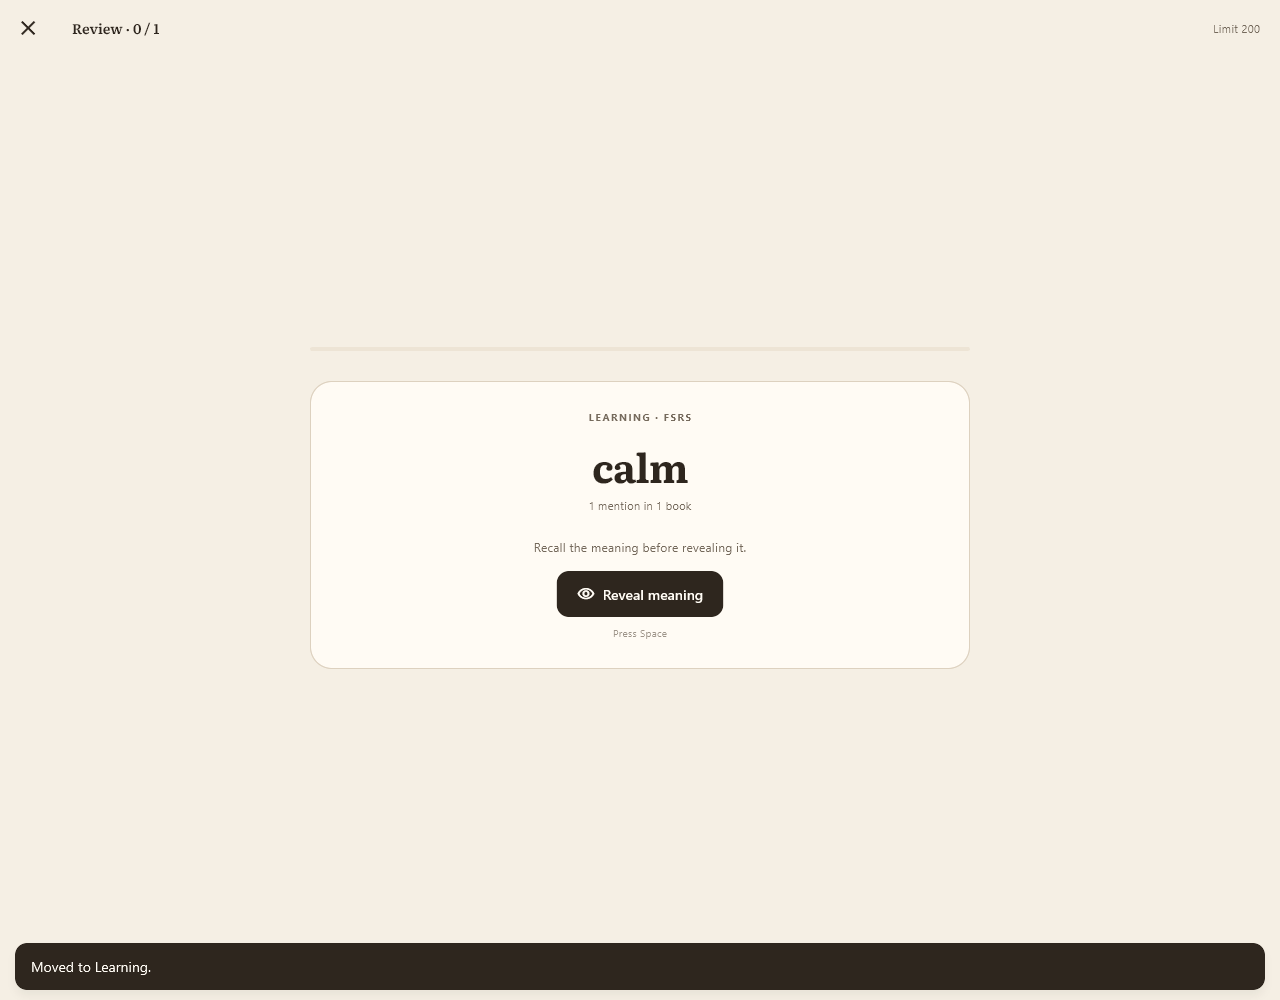 Review · 0 / 1
Limit 200
LEARNING · FSRS
calm
1 mention in 1 book
Recall the meaning before revealing it.
Reveal meaning
Press Space
Moved to Learning.